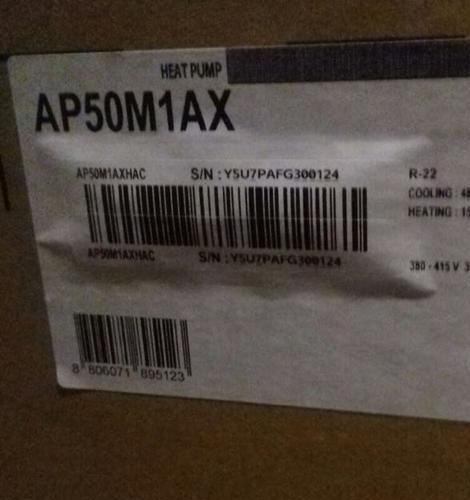 HEAT PUMP
AP50M1AX
AP50M1AXHAC S/N : Y5U7PAFG300124
AP50M1AXHAC S/N : Y5U7PAFG300124
R-22
COOLING :
HEATING :
380 - 415 V
8 806071 895123